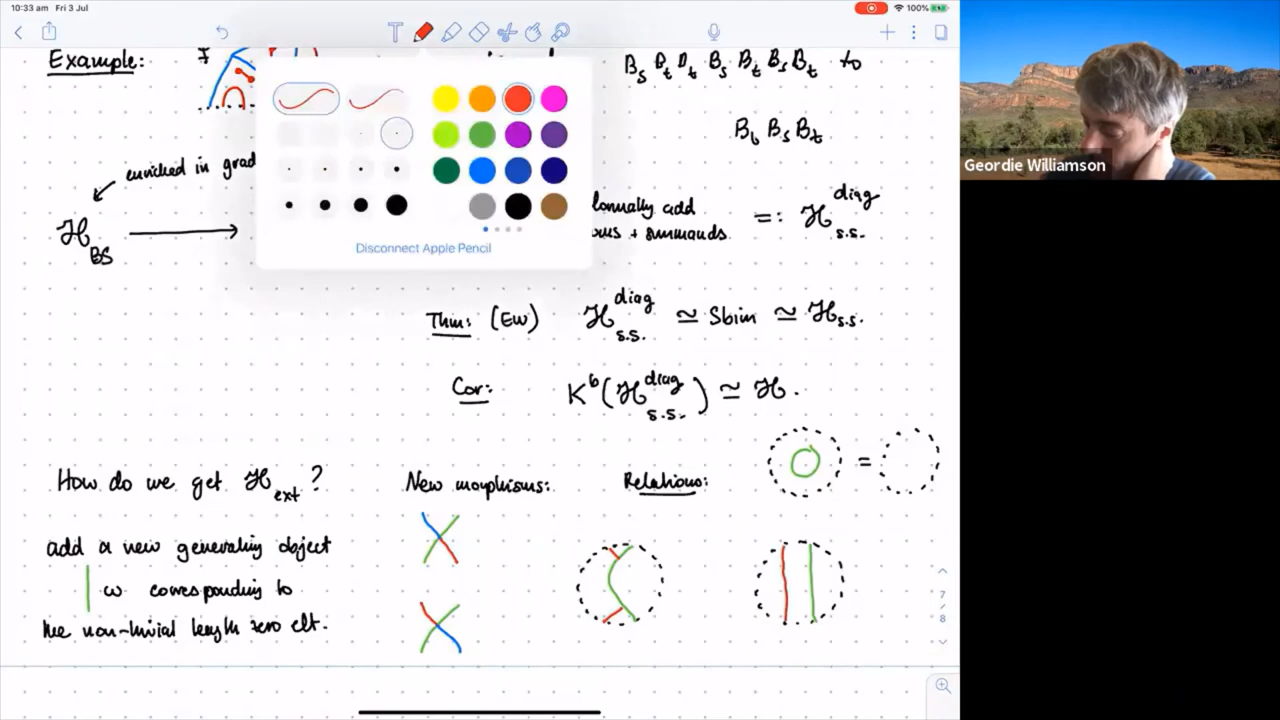 10:33 am Fri 3 Jul
100%
T
Example:
B_s B_t B_t B_s B_t B_s B_t to
B_t B_s B_t
Geordie Williamson
enriched in grad
Disconnect Apple Pencil
H_BS → 
add
+ summands =: H^diag_s.s.
Thm: (EW) H^diag_s.s. ≃ Sbim ≃ H_s.s.
Cor: K^b(H^diag_s.s.) ≃ H.
How do we get H_ext?
New morphisms:
Relations:
=
add a new generating object
ω corresponding to
the non-trivial length zero elt.
7
/
8